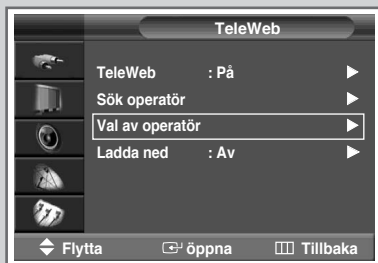 TeleWeb
TeleWeb : På
Sök operatör
Val av operatör
Ladda ned : Av
Flytta öppna Tillbaka